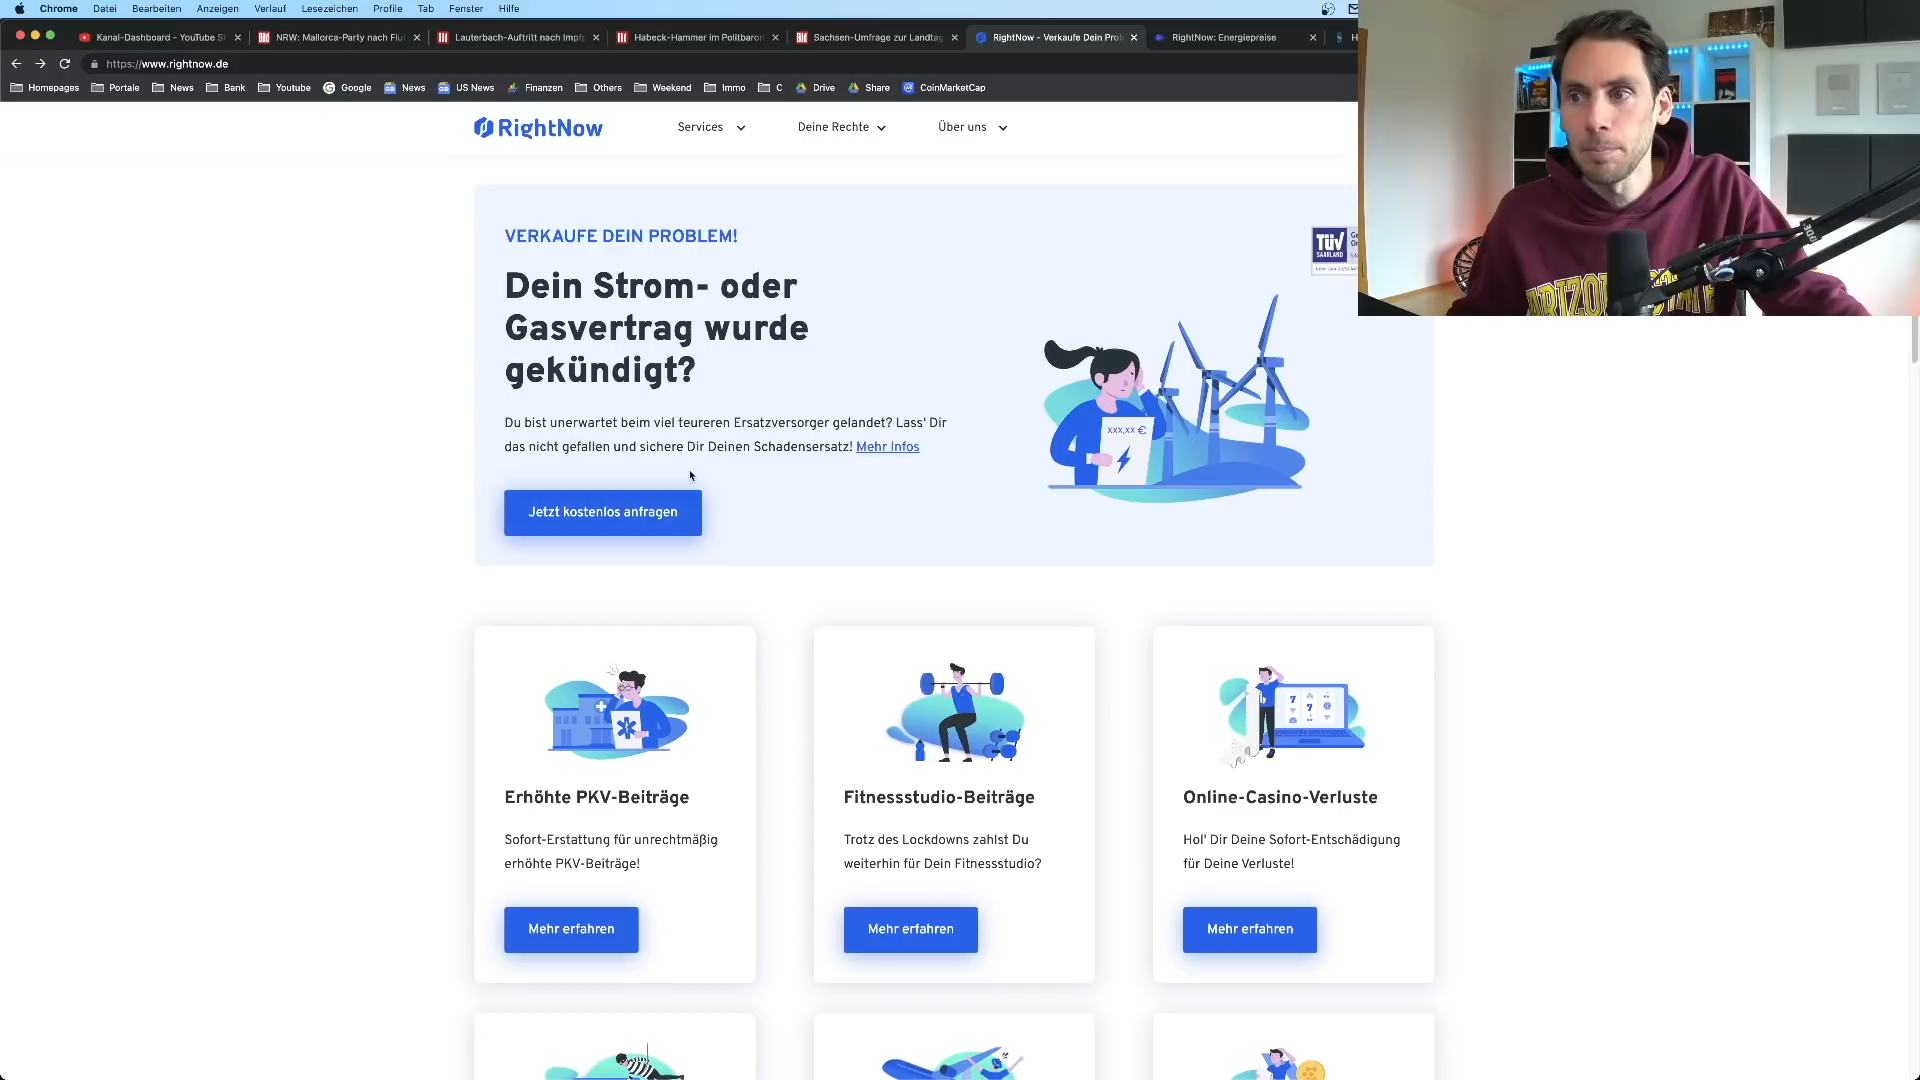 Chrome Datei Bearbeiten Anzeigen Verlauf Lesezeichen Profile Tab Fenster Hilfe
Kanal-Dashboard - YouTube NRW: Mallorca-Party nach Flu Lauterbach-Auftritt nach Impf Habeck-Hammer im Politbaron Sachsen-Umfrage zur Landtag RightNow - Verkaufe Dein Prob RightNow: Energiepreise
https://www.rightnow.de
Homepages Portale News Bank Youtube Google News US News Finanzen Others Weekend Immo C Drive Share CoinMarketCap
RightNow Services Deine Rechte Über uns
VERKAUFE DEIN PROBLEM!
TÜV
SAARLAND
Dein Strom- oder
Gasvertrag wurde
gekündigt?
Du bist unerwartet beim viel teureren Ersatzversorger gelandet? Lass' Dir
das nicht gefallen und sichere Dir Deinen Schadensersatz! Mehr Infos
XXX,XX €
Jetzt kostenlos anfragen
Erhöhte PKV-Beiträge
Sofort-Erstattung für unrechtmäßig
erhöhte PKV-Beiträge!
Mehr erfahren
Fitnessstudio-Beiträge
Trotz des Lockdowns zahlst Du
weiterhin für Dein Fitnessstudio?
Mehr erfahren
Online-Casino-Verluste
Hol' Dir Deine Sofort-Entschädigung
für Deine Verluste!
Mehr erfahren